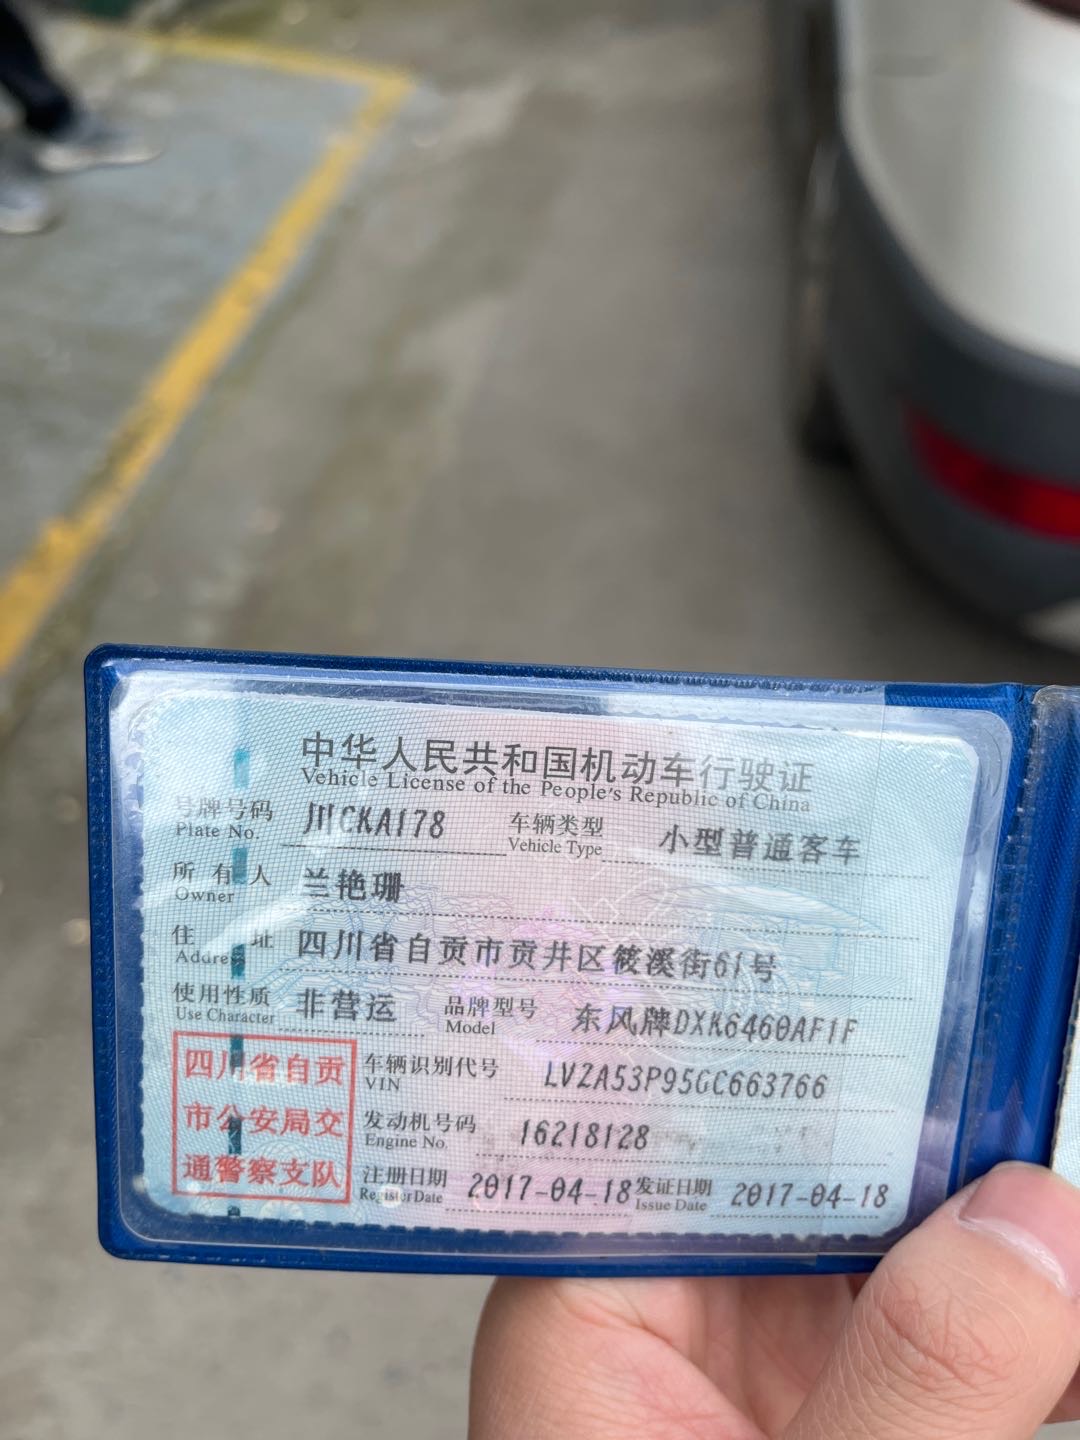 中华人民共和国机动车行驶证
Vehicle License of the People's Republic of China
号牌号码 川CKA178 车辆类型 小型普通客车
Plate No. Vehicle Type
所有人 兰艳珊
Owner
住址 四川省自贡市贡井区筱溪街61号
Address
使用性质 非营运 品牌型号 东风牌DXK6460AF1F
Use Character Model
四川省自贡
市公安局交
通警察支队
车辆识别代号 LVZA53P95GC663766
VIN
发动机号码 16218128
Engine No.
注册日期 2017-04-18 发证日期 2017-04-18
Register Date Issue Date